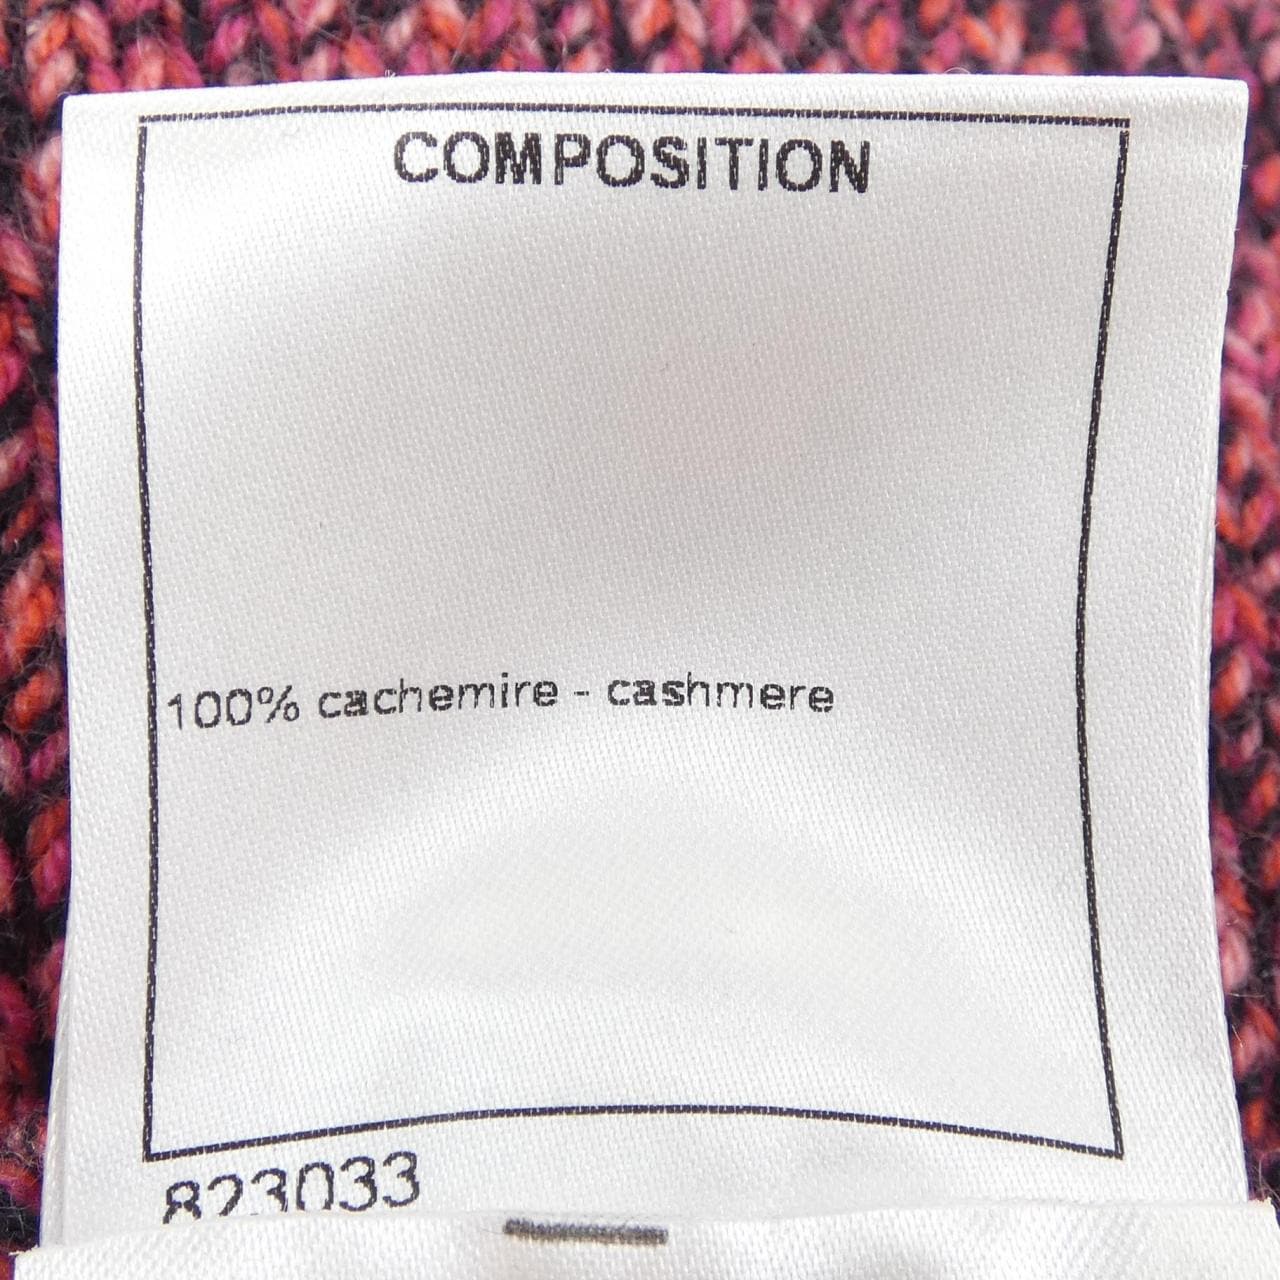 COMPOSITION
100% cachemire - cashmere
823033